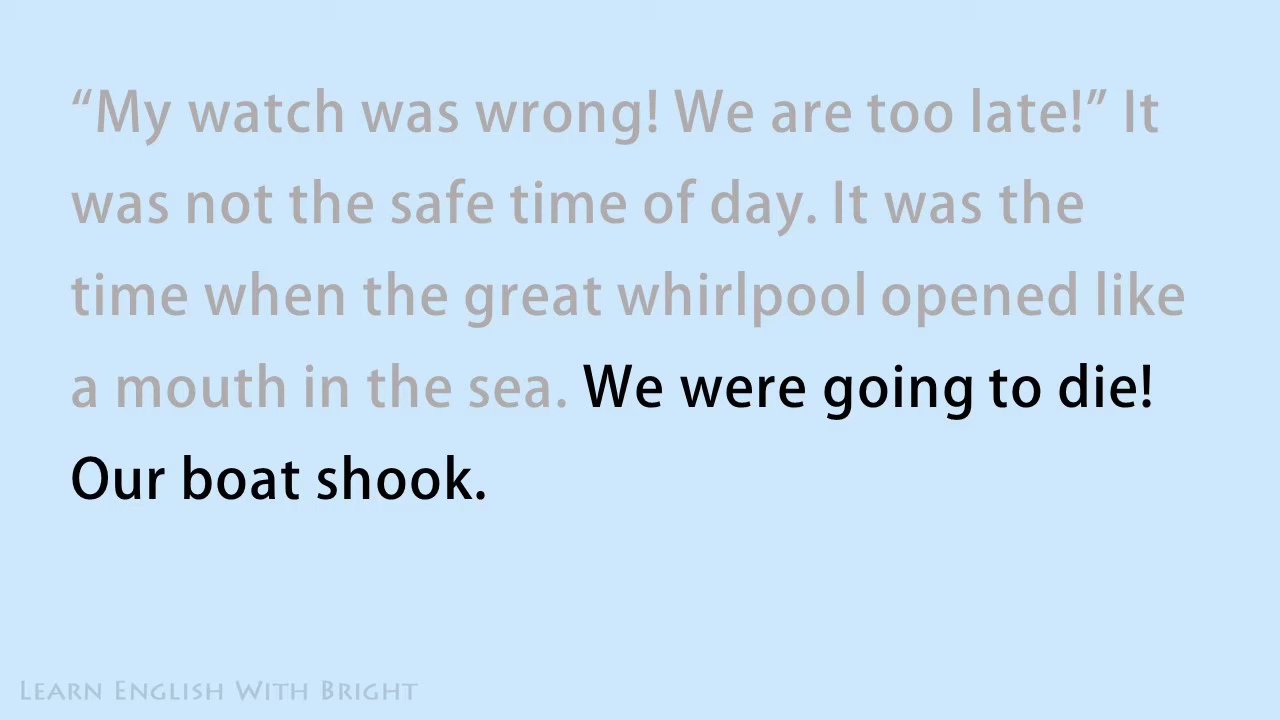 “My watch was wrong! We are too late!” It
was not the safe time of day. It was the
time when the great whirlpool opened like
a mouth in the sea. We were going to die!
Our boat shook.
Learn English With Bright